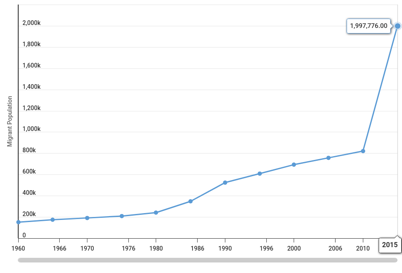 2,000k
1,997,776.00
1,800k
1,600k
1,400k
1,200k
1,000k
800k
600k
400k
200k
0
Migrant Population
1960
1966
1970
1976
1980
1986
1990
1996
2000
2006
2010
2015